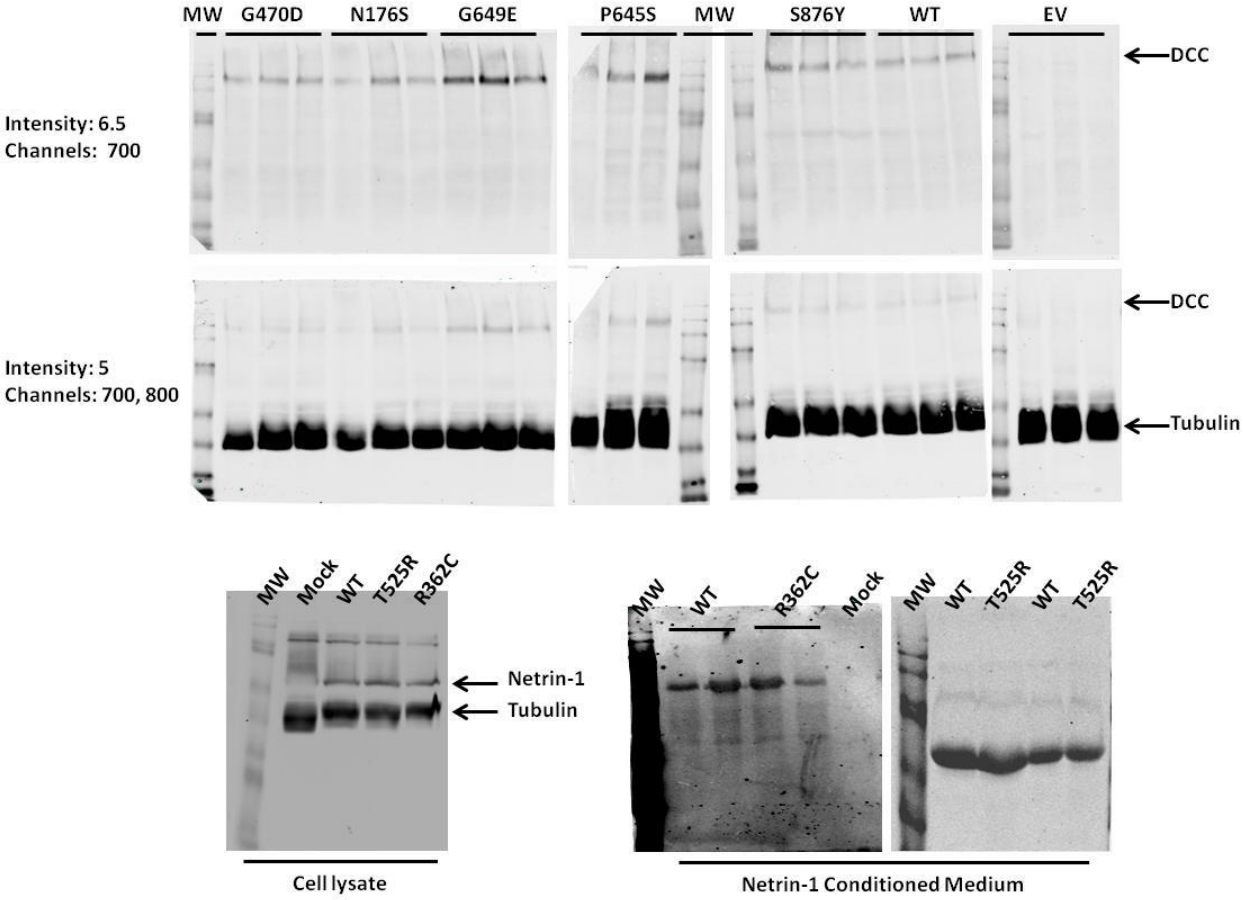 MW G470D N176S G649E P645S MW S876Y WT EV
DCC
Intensity: 6.5
Channels: 700
DCC
Intensity: 5
Channels: 700, 800
Tubulin
MW Mock WT T525R R362C
MW WT R362C Mock
MW WT T525R WT T525R
Netrin-1
Tubulin
Cell lysate
Netrin-1 Conditioned Medium